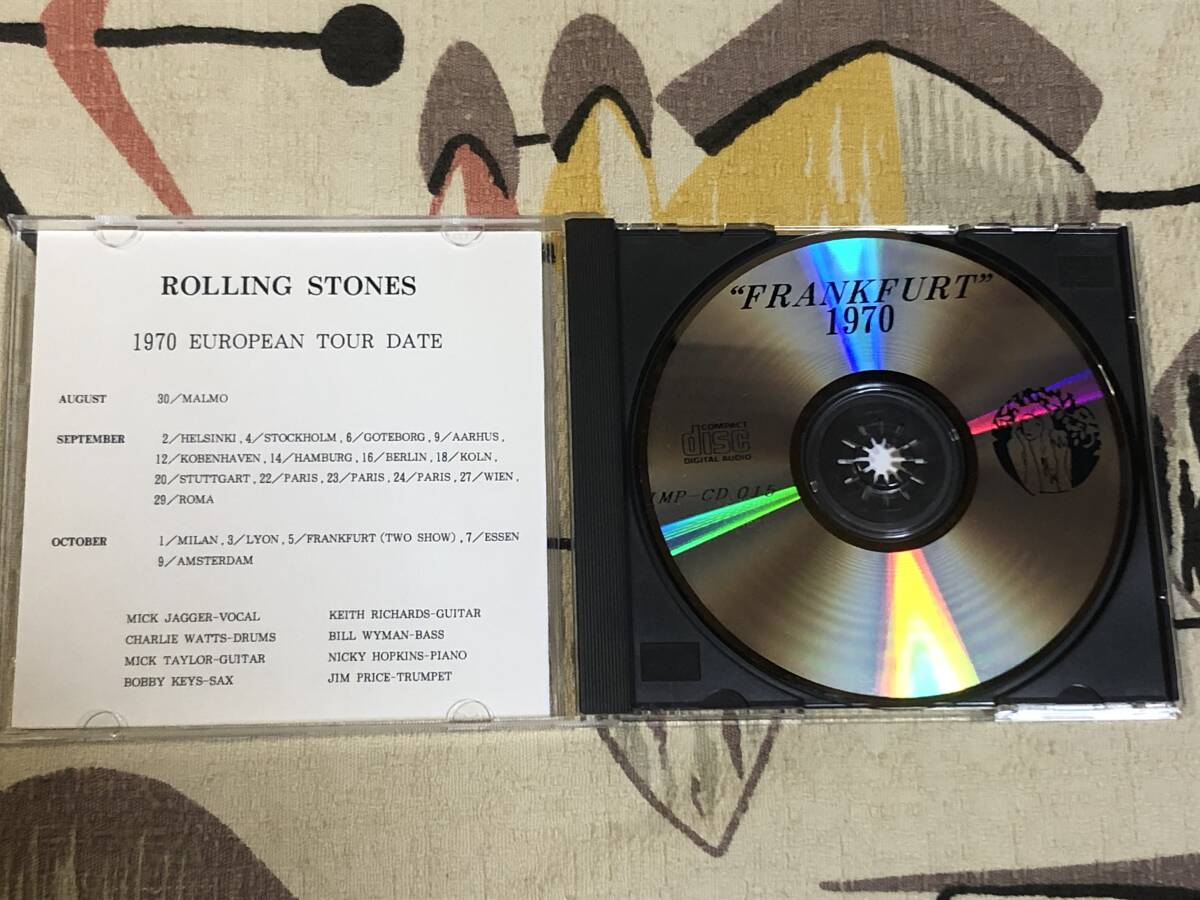 ROLLING STONES
1970 EUROPEAN TOUR DATE
AUGUST 30／MALMO
SEPTEMBER 2／HELSINKI , 4／STOCKHOLM , 6／GOTEBORG , 9／AARHUS ,
12／KOBENHAVEN , 14／HAMBURG , 16／BERLIN , 18／KOLN ,
20／STUTTGART , 22／PARIS , 23／PARIS , 24／PARIS , 27／WIEN ,
29／ROMA
OCTOBER 1／MILAN , 3／LYON , 5／FRANKFURT (TWO SHOW) , 7／ESSEN
9／AMSTERDAM
MICK JAGGER-VOCAL KEITH RICHARDS-GUITAR
CHARLIE WATTS-DRUMS BILL WYMAN-BASS
MICK TAYLOR-GUITAR NICKY HOPKINS-PIANO
BOBBY KEYS-SAX JIM PRICE-TRUMPET
“FRANKFURT”
1970
COMPACT
disc
DIGITAL AUDIO
IMP-CD 015